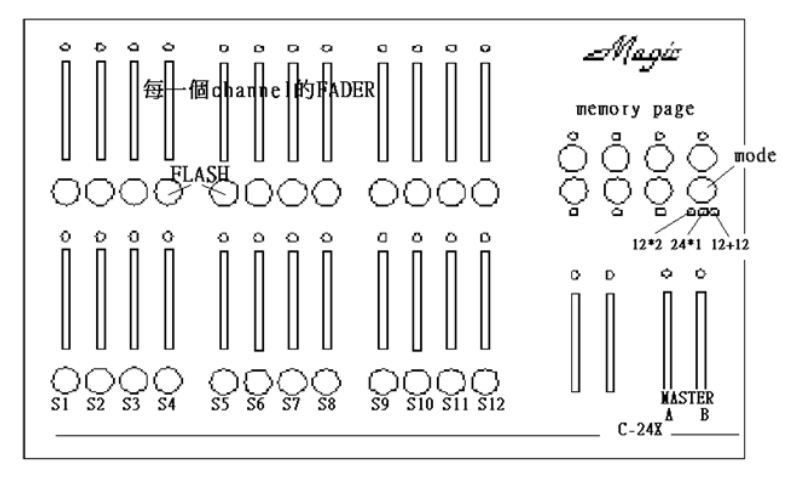 Magic
每一個channel的FADER
memory page
mode
FLASH
12*2 24*1 12+12
S1 S2 S3 S4 S5 S6 S7 S8 S9 S10 S11 S12
MASTER
A B
C-24X